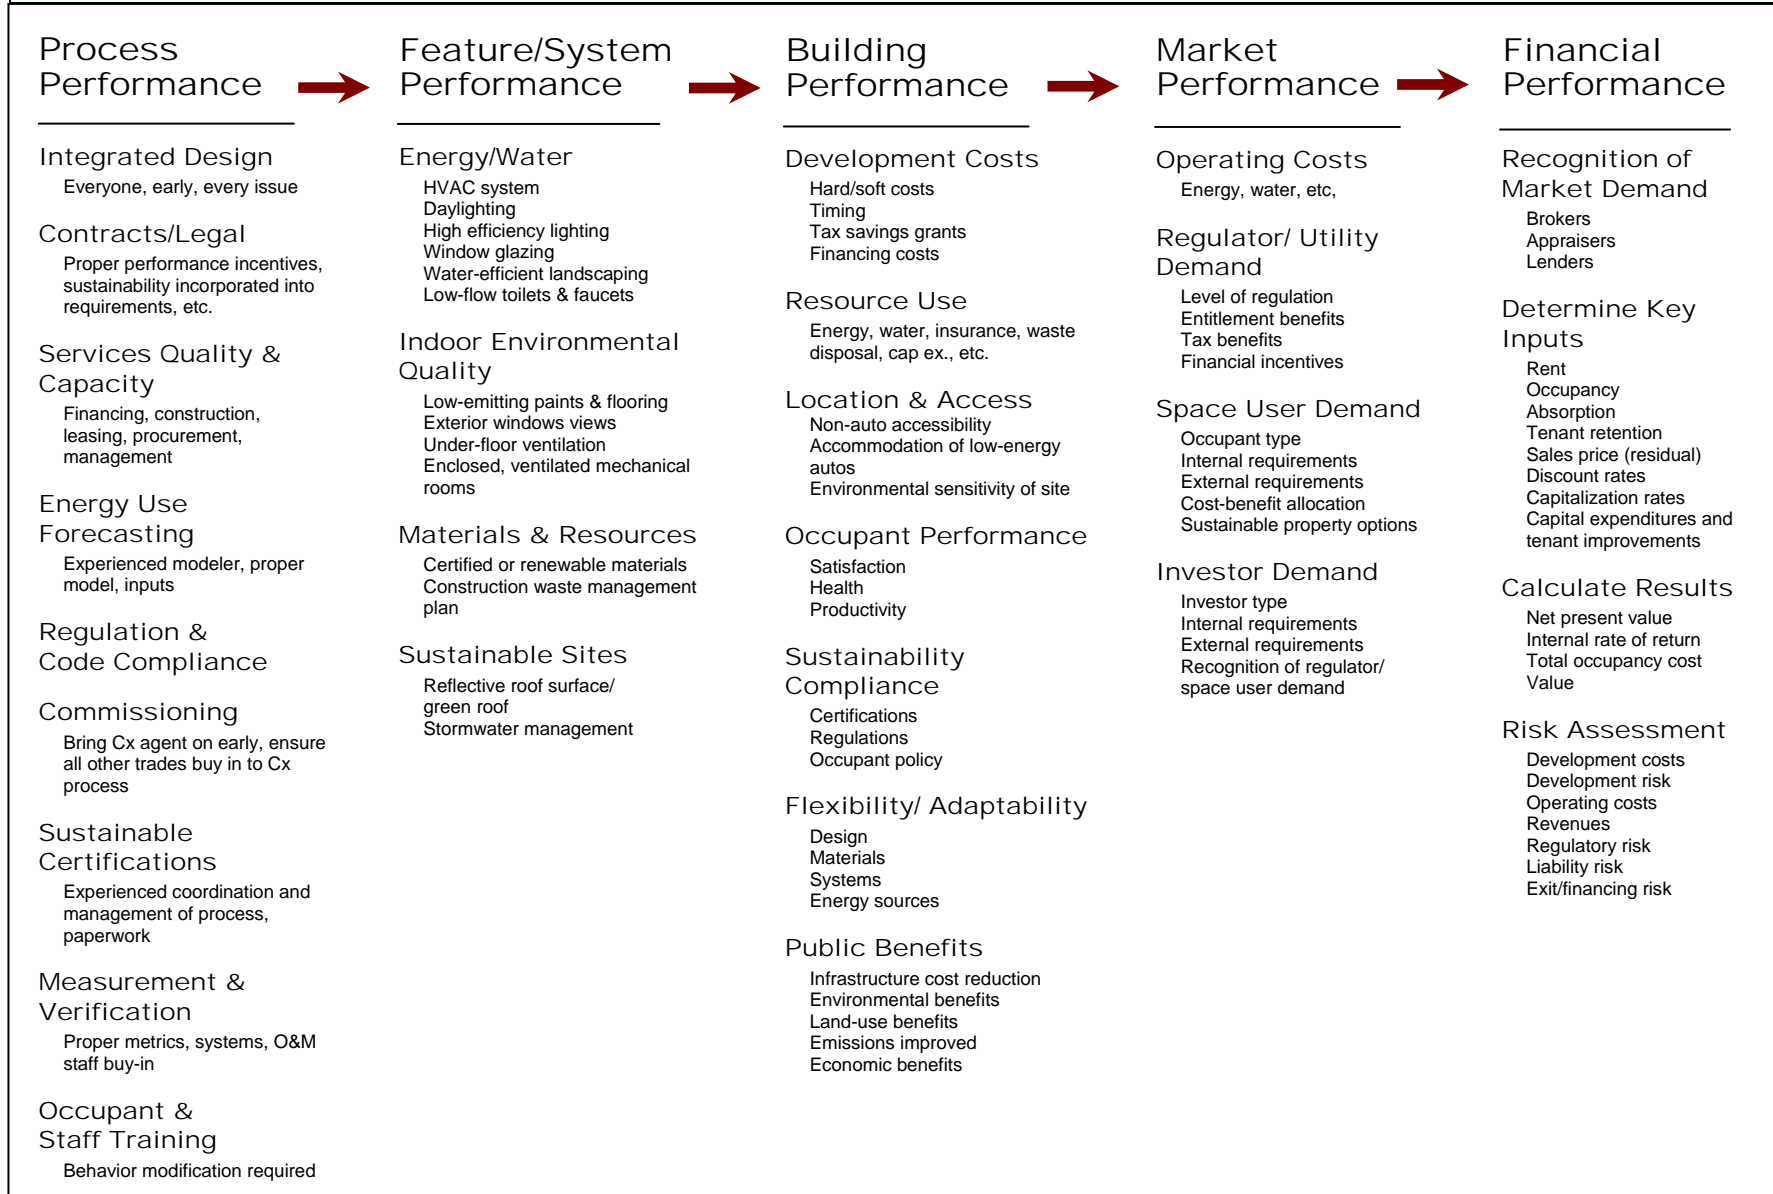 Process
Performance
Integrated Design
Everyone, early, every issue
Contracts/Legal
Proper performance incentives,
sustainability incorporated into
requirements, etc.
Services Quality &
Capacity
Financing, construction,
leasing, procurement,
management
Energy Use
Forecasting
Experienced modeler, proper
model, inputs
Regulation &
Code Compliance
Commissioning
Bring Cx agent on early, ensure
all other trades buy in to Cx
process
Sustainable
Certifications
Experienced coordination and
management of process,
paperwork
Measurement &
Verification
Proper metrics, systems, O&M
staff buy-in
Occupant &
Staff Training
Behavior modification required
Feature/System
Performance
Energy/Water
HVAC system
Daylighting
High efficiency lighting
Window glazing
Water-efficient landscaping
Low-flow toilets & faucets
Indoor Environmental
Quality
Low-emitting paints & flooring
Exterior windows views
Under-floor ventilation
Enclosed, ventilated mechanical
rooms
Materials & Resources
Certified or renewable materials
Construction waste management
plan
Sustainable Sites
Reflective roof surface/
green roof
Stormwater management
Building
Performance
Development Costs
Hard/soft costs
Timing
Tax savings grants
Financing costs
Resource Use
Energy, water, insurance, waste
disposal, cap ex., etc.
Location & Access
Non-auto accessibility
Accommodation of low-energy
autos
Environmental sensitivity of site
Occupant Performance
Satisfaction
Health
Productivity
Sustainability
Compliance
Certifications
Regulations
Occupant policy
Flexibility/ Adaptability
Design
Materials
Systems
Energy sources
Public Benefits
Infrastructure cost reduction
Environmental benefits
Land-use benefits
Emissions improved
Economic benefits
Market
Performance
Operating Costs
Energy, water, etc,
Regulator/ Utility
Demand
Level of regulation
Entitlement benefits
Tax benefits
Financial incentives
Space User Demand
Occupant type
Internal requirements
External requirements
Cost-benefit allocation
Sustainable property options
Investor Demand
Investor type
Internal requirements
External requirements
Recognition of regulator/
space user demand
Financial
Performance
Recognition of
Market Demand
Brokers
Appraisers
Lenders
Determine Key
Inputs
Rent
Occupancy
Absorption
Tenant retention
Sales price (residual)
Discount rates
Capitalization rates
Capital expenditures and
tenant improvements
Calculate Results
Net present value
Internal rate of return
Total occupancy cost
Value
Risk Assessment
Development costs
Development risk
Operating costs
Revenues
Regulatory risk
Liability risk
Exit/financing risk